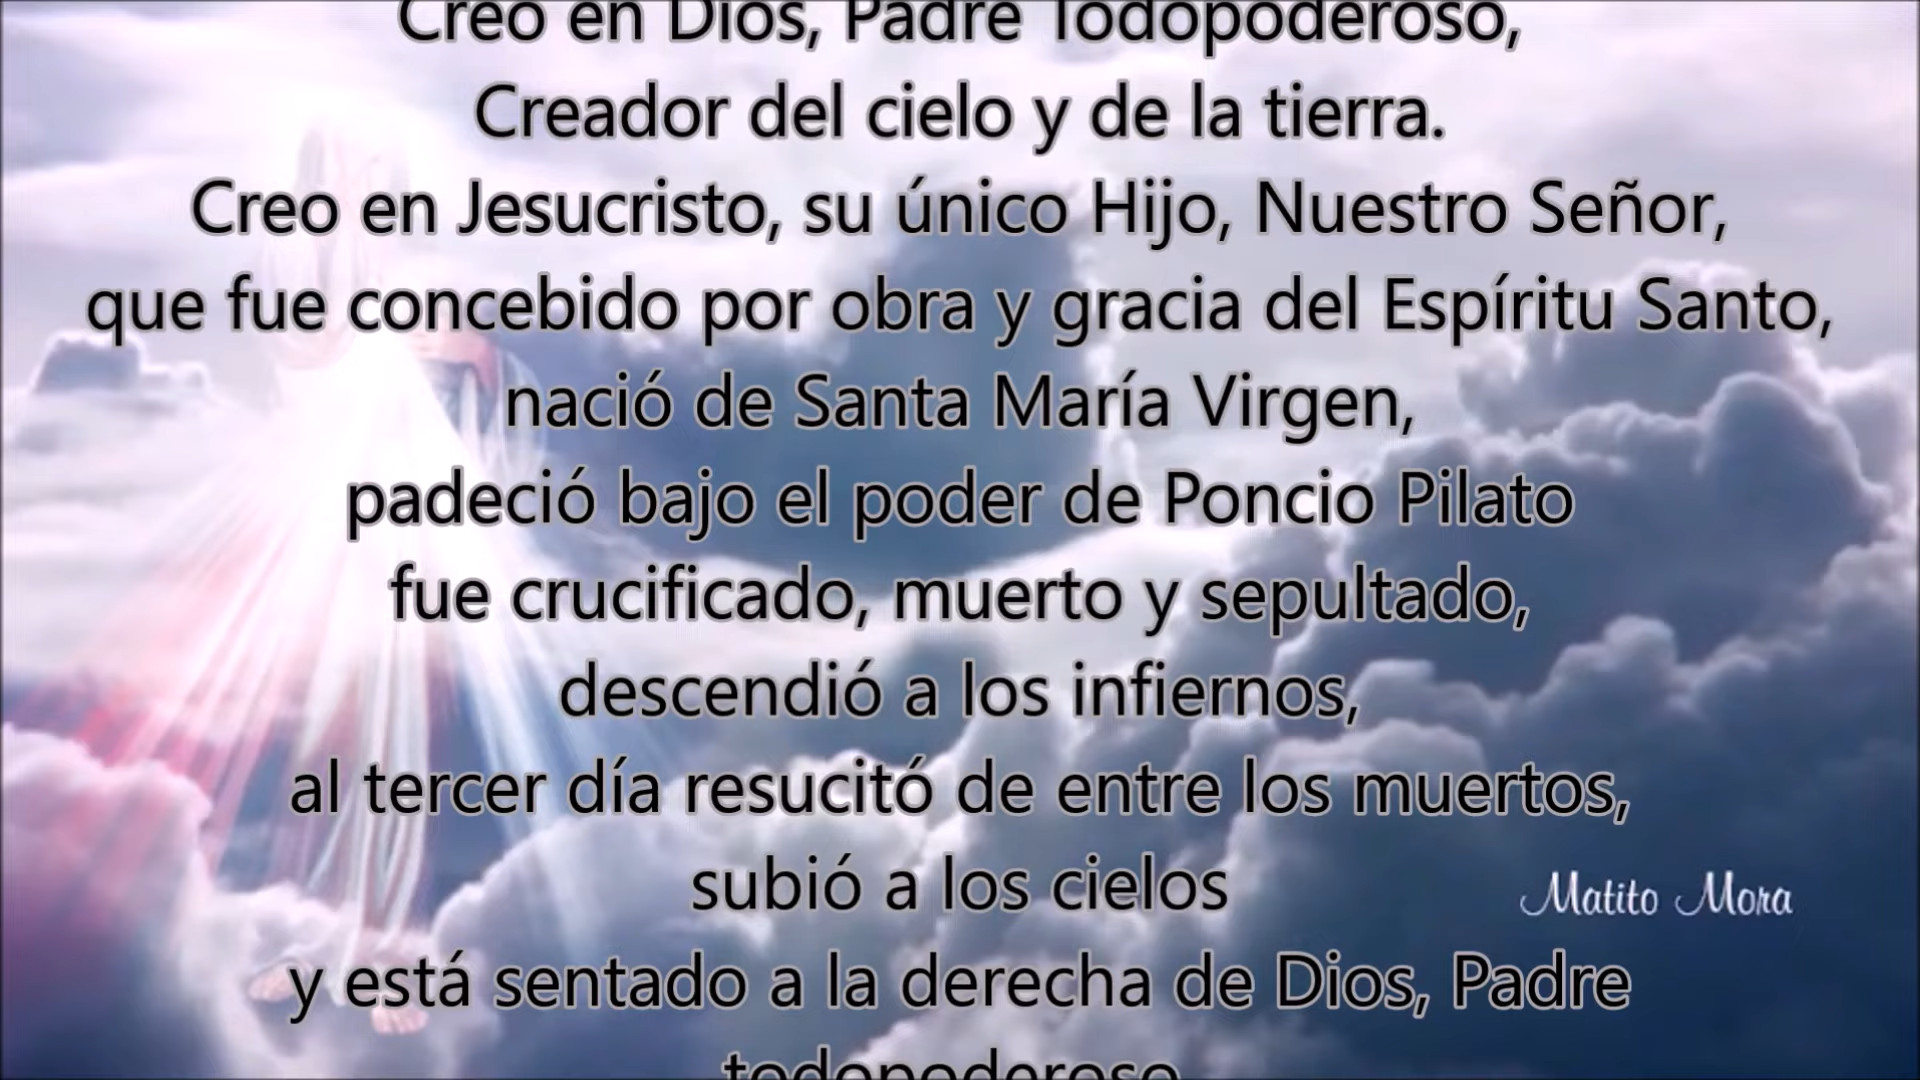 Creo en Dios, Padre Todopoderoso,
Creador del cielo y de la tierra.
Creo en Jesucristo, su único Hijo, Nuestro Señor,
que fue concebido por obra y gracia del Espíritu Santo,
nació de Santa María Virgen,
padeció bajo el poder de Poncio Pilato
fue crucificado, muerto y sepultado,
descendió a los infiernos,
al tercer día resucitó de entre los muertos,
subió a los cielos
Matito Mora
y está sentado a la derecha de Dios, Padre
todopoderoso